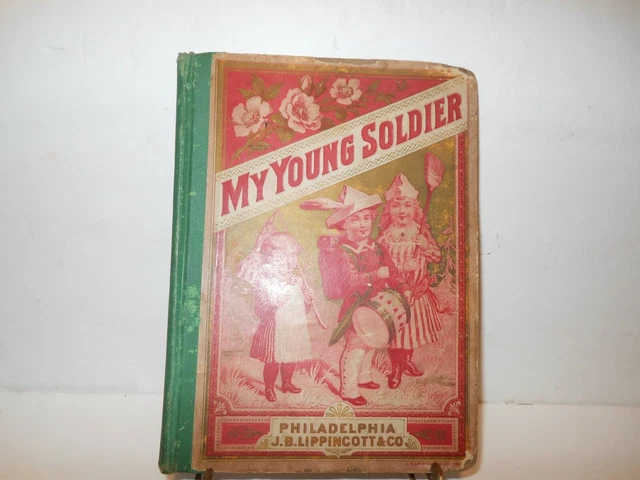 MY YOUNG SOLDIER
PHILADELPHIA
J.B. LIPPINCOTT & CO.